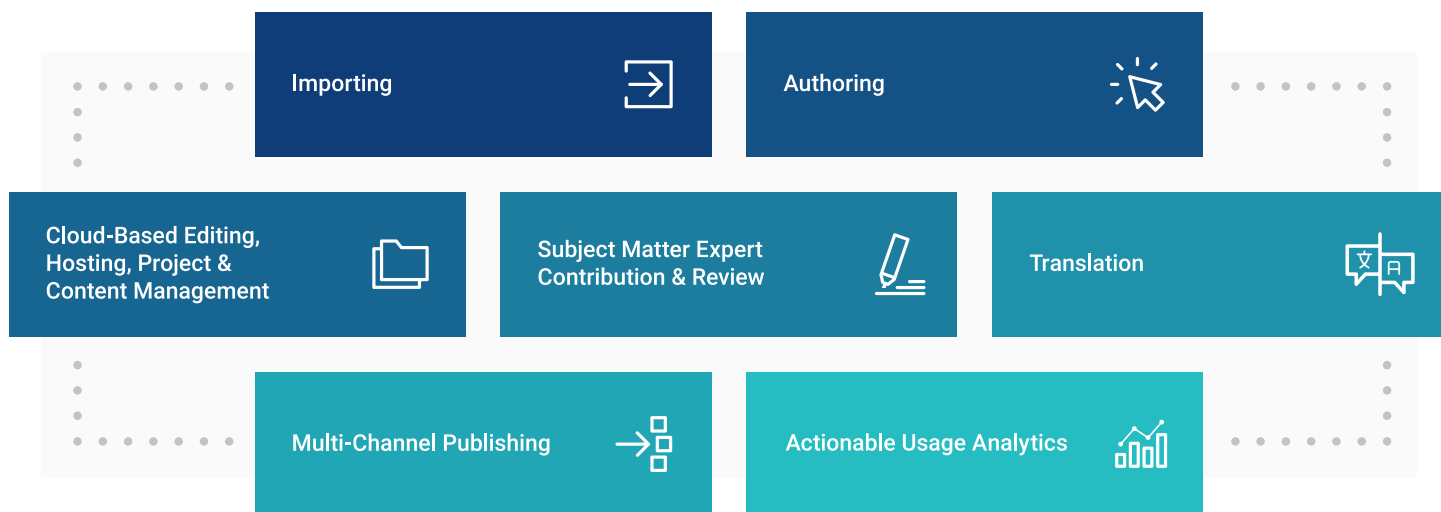 Importing
Authoring
Cloud-Based Editing,
Hosting, Project &
Content Management
Subject Matter Expert
Contribution & Review
Translation
文 A
Multi-Channel Publishing
Actionable Usage Analytics